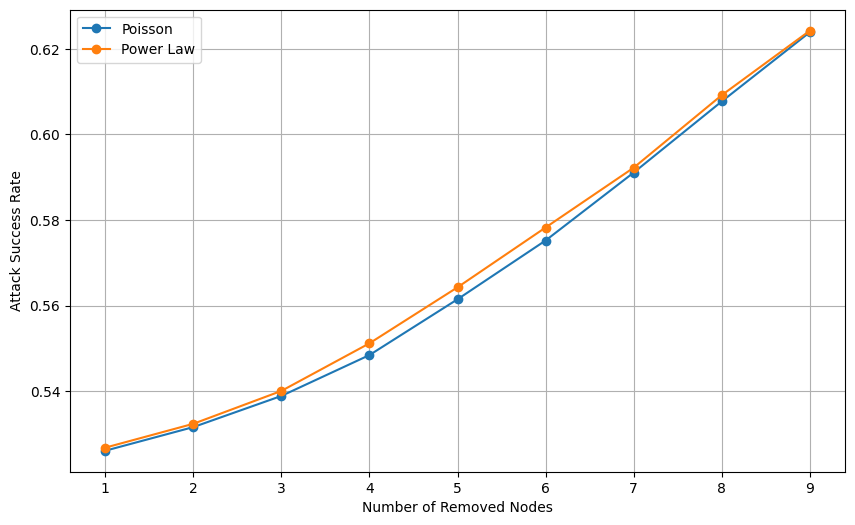 Poisson
Power Law
0.62
0.60
0.58
0.56
0.54
Attack Success Rate
1 2 3 4 5 6 7 8 9
Number of Removed Nodes